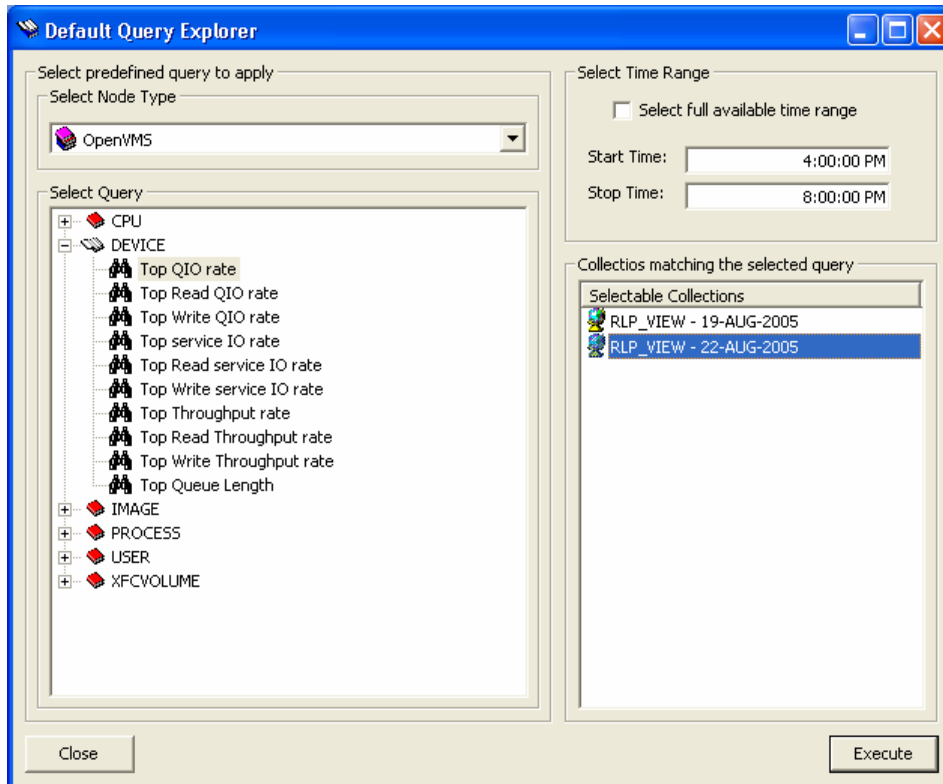 Default Query Explorer
Select predefined query to apply
Select Node Type
OpenVMS
Select Query
CPU
DEVICE
Top QIO rate
Top Read QIO rate
Top Write QIO rate
Top service IO rate
Top Read service IO rate
Top Write service IO rate
Top Throughput rate
Top Read Throughput rate
Top Write Throughput rate
Top Queue Length
IMAGE
PROCESS
USER
XFCVOLUME
Select Time Range
Select full available time range
Start Time: 4:00:00 PM
Stop Time: 8:00:00 PM
Collectios matching the selected query
Selectable Collections
RLP_VIEW - 19-AUG-2005
RLP_VIEW - 22-AUG-2005
Close
Execute